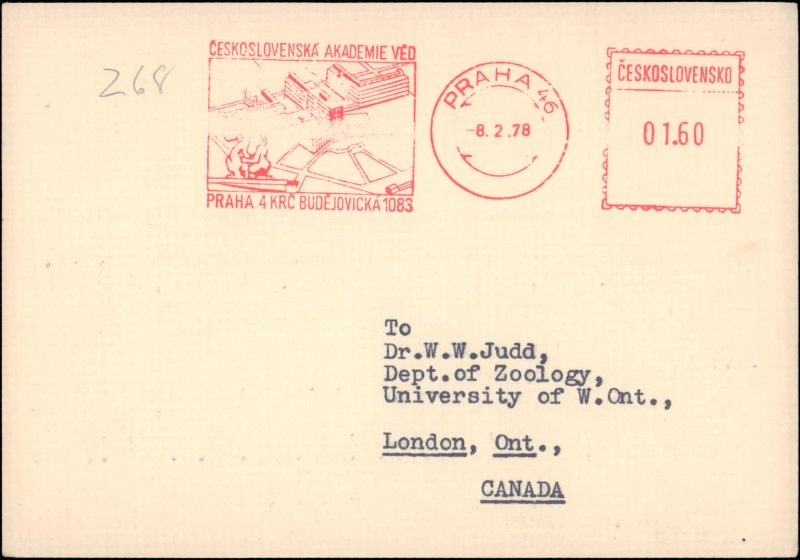 268
ČESKOSLOVENSKÁ AKADEMIE VĚD
PRAHA 4 KRČ BUDĚJOVICKÁ 1083
PRAHA 46
-8. 2.78
ČESKOSLOVENSKO
01.60
To
Dr.W.W.Judd,
Dept.of Zoology,
University of W.Ont.,
London, Ont.,
CANADA